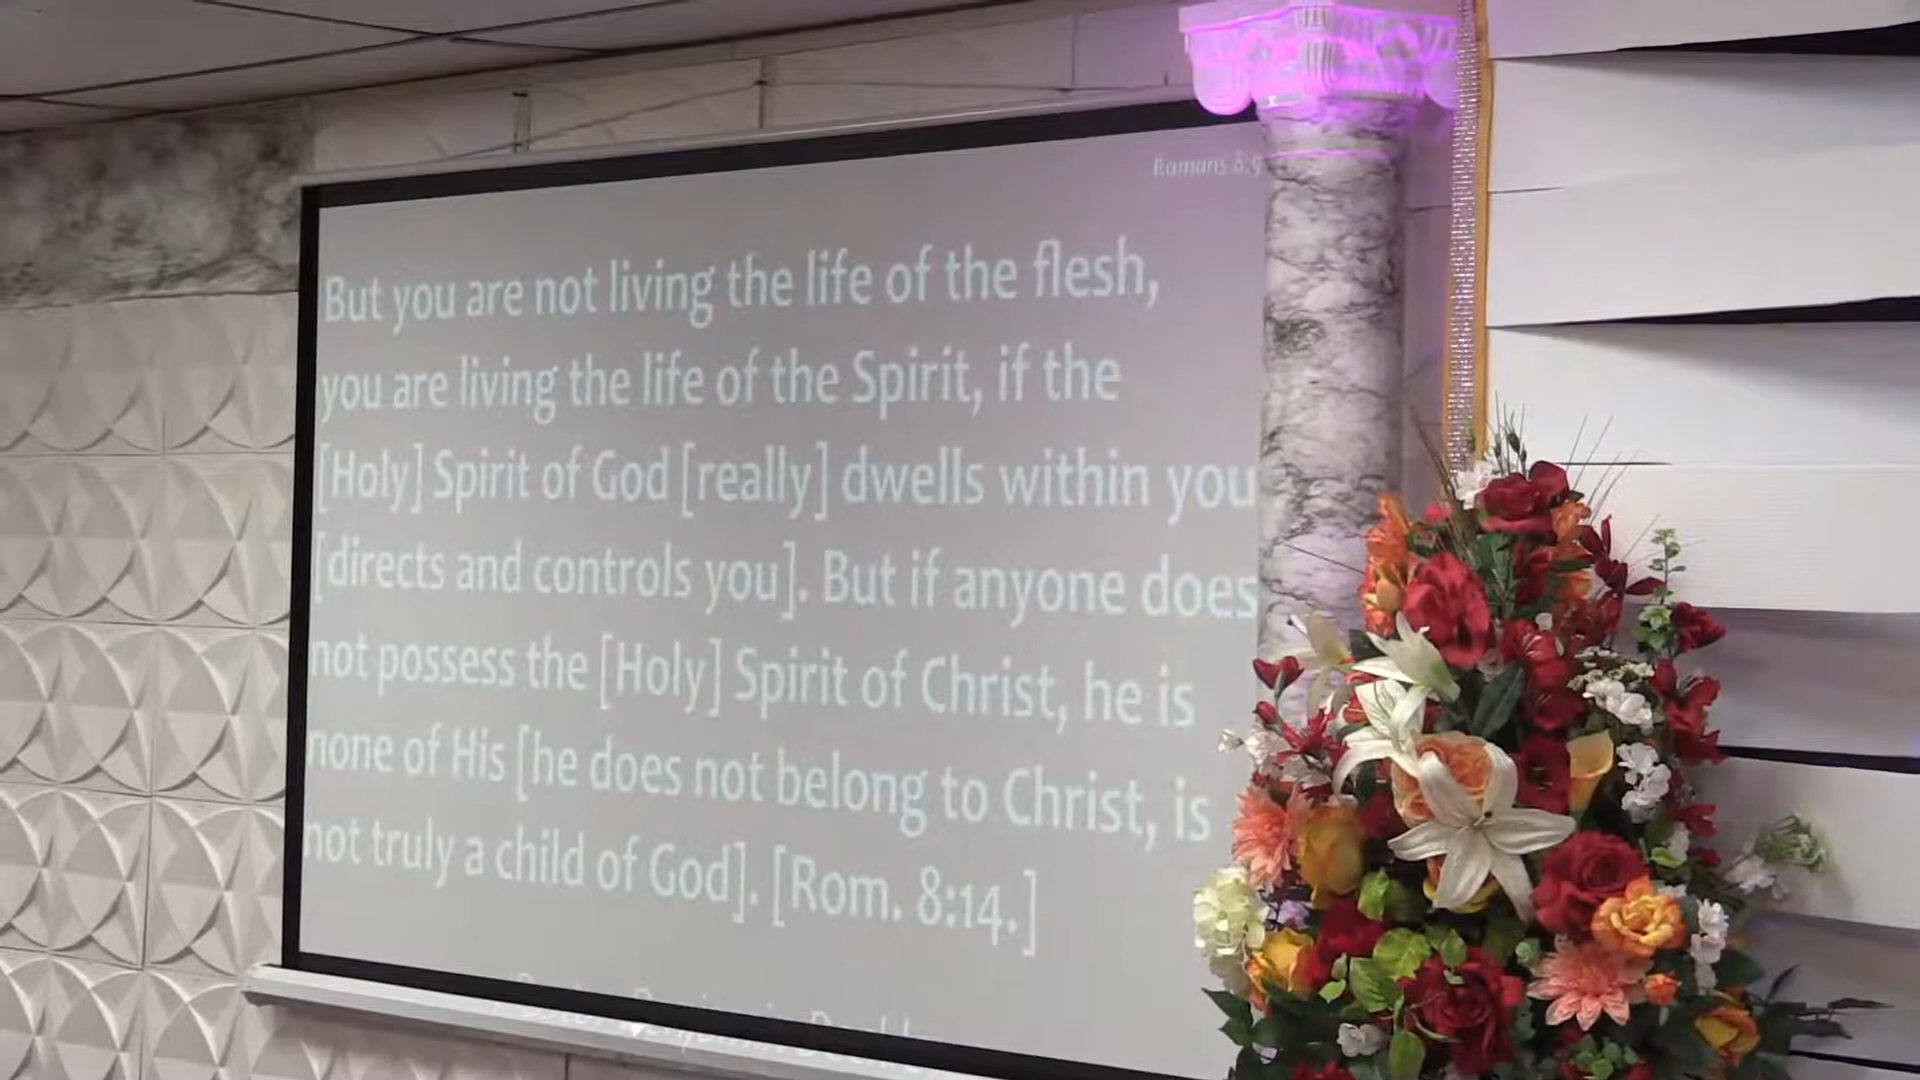 Romans 8:9
But you are not living the life of the flesh,
you are living the life of the Spirit, if the
[Holy] Spirit of God [really] dwells within you
[directs and controls you]. But if anyone does
not possess the [Holy] Spirit of Christ, he is
none of His [he does not belong to Christ, is
not truly a child of God]. [Rom. 8:14.]
Pastor Benjamin